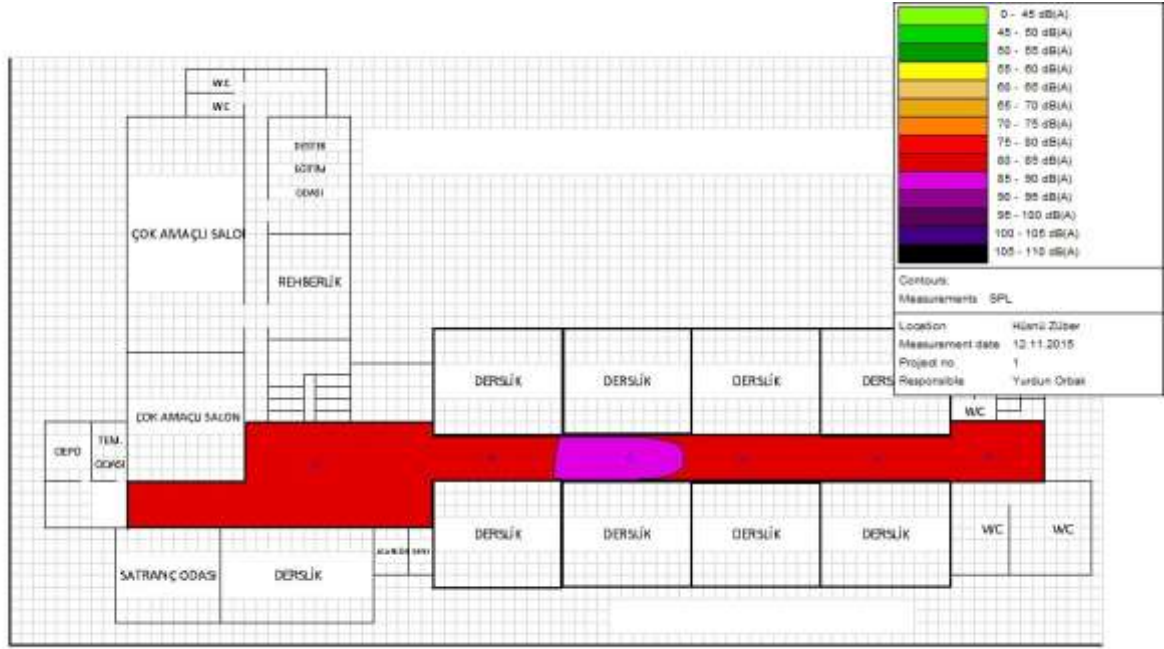 0 - 45 dB(A)
45 - 50 dB(A)
50 - 55 dB(A)
55 - 60 dB(A)
60 - 65 dB(A)
65 - 70 dB(A)
70 - 75 dB(A)
75 - 80 dB(A)
80 - 85 dB(A)
85 - 90 dB(A)
90 - 95 dB(A)
95 - 100 dB(A)
100 - 105 dB(A)
105 - 110 dB(A)
Contours:
Measurements SPL
Location Hüsnü Züber
Measurement date 12.11.2015
Project no 1
Responsible Yurdun Orbak
WC
WC
DESTEK
EĞİTİM
ODASI
ÇOK AMAÇLI SALO
REHBERLİK
DERSLİK
DERSLİK
DERSLİK
DERS
WC
ÇOK AMAÇLI SALON
DEPO
TEM.
ODASI
DERSLİK
DERSLİK
DERSLİK
DERSLİK
WC
WC
SATRANÇ ODASI
DERSLİK